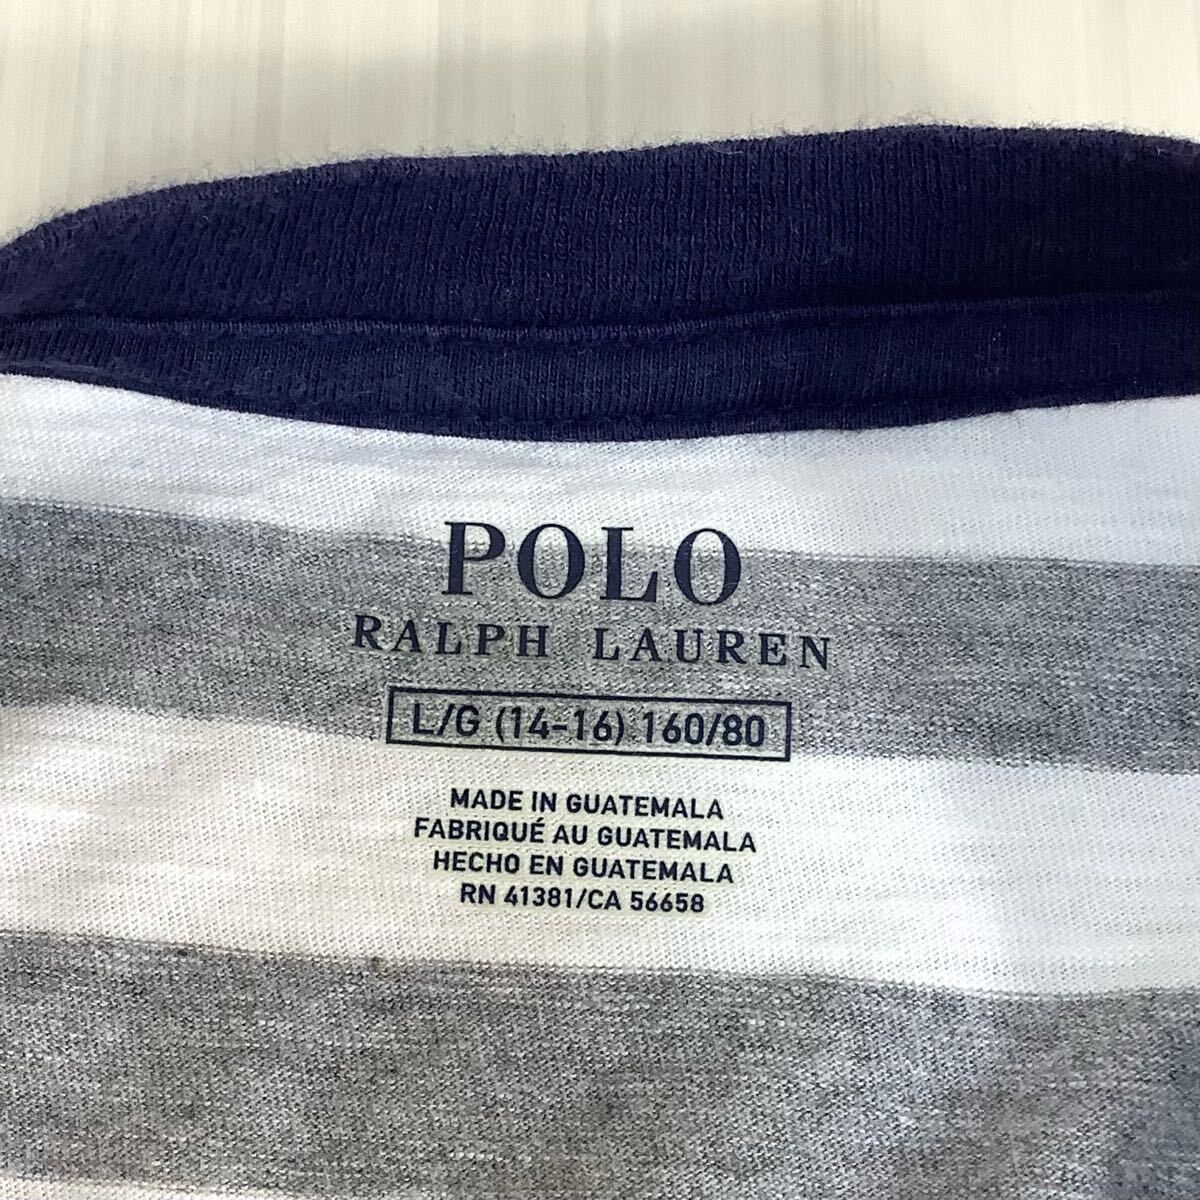 POLO
RALPH LAUREN
L/G (14-16) 160/80
MADE IN GUATEMALA
FABRIQUÉ AU GUATEMALA
HECHO EN GUATEMALA
RN 41381/CA 56658